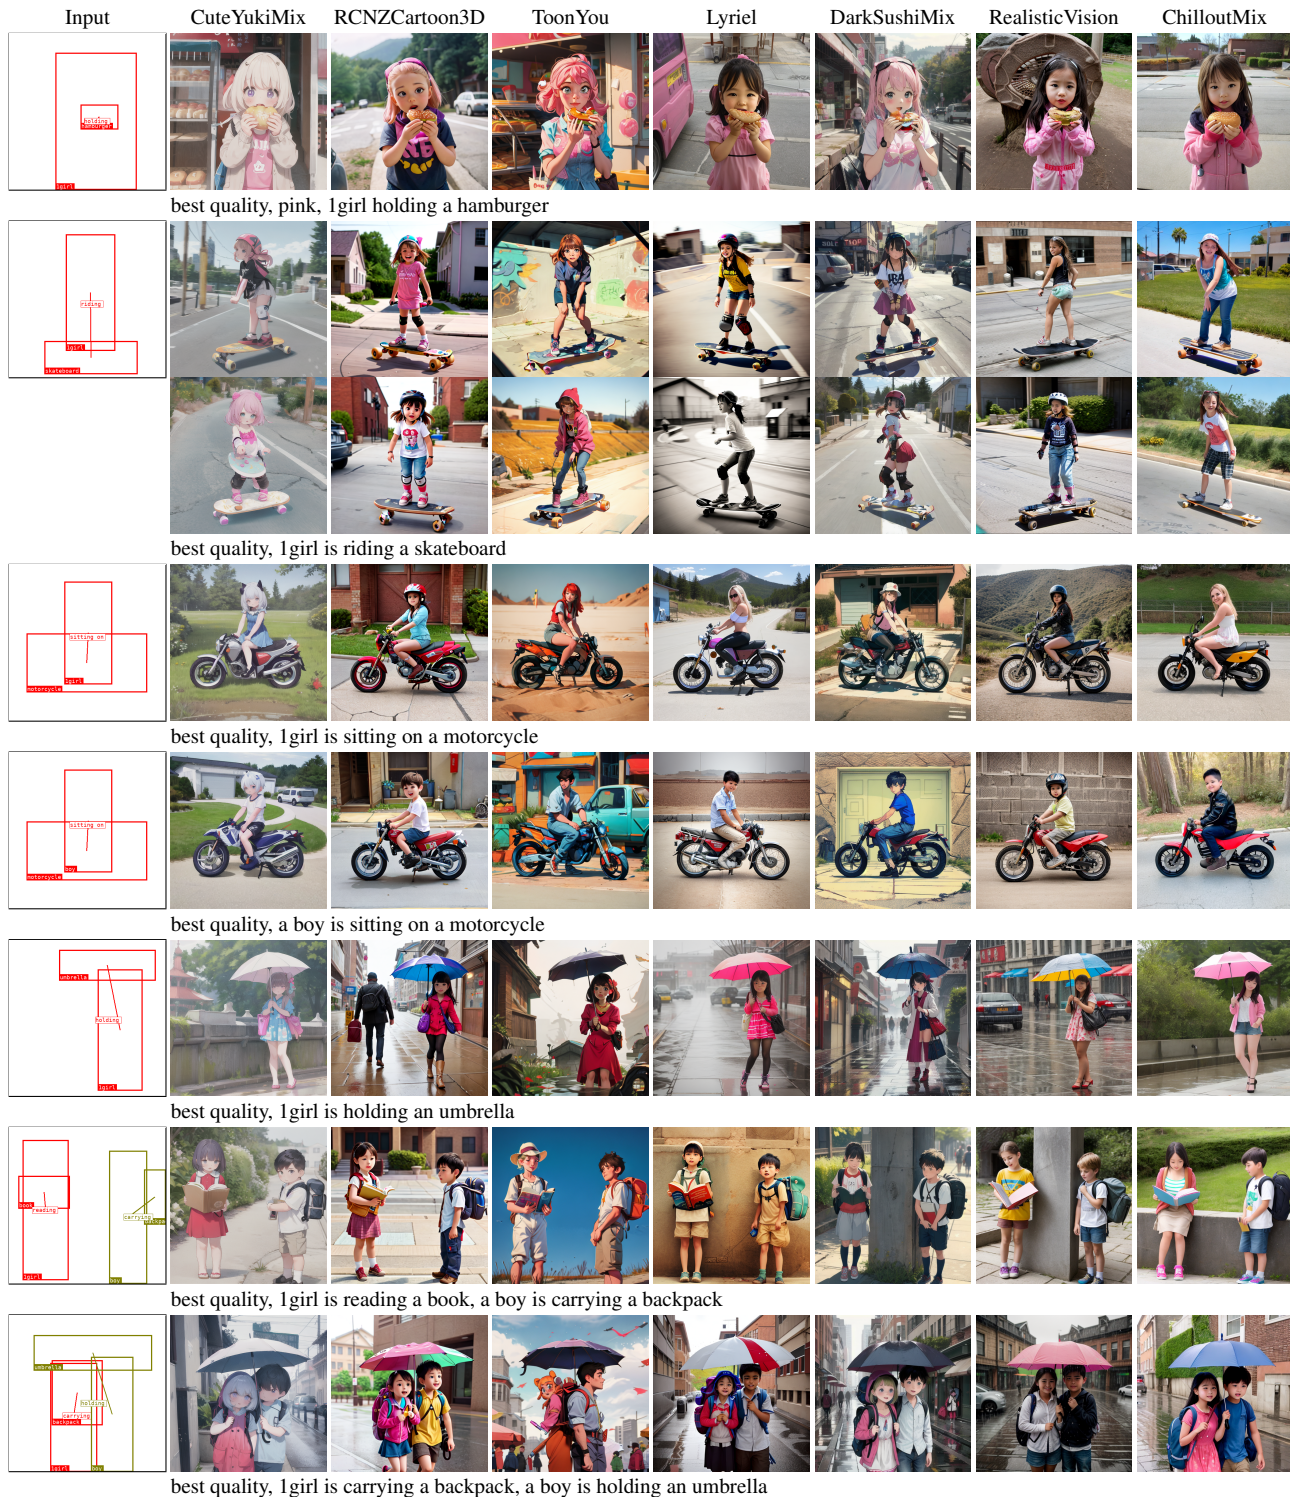 Input CuteYukiMix RCNZCartoon3D ToonYou Lyriel DarkSushiMix RealisticVision ChilloutMix
holding
hamburger
1girl
best quality, pink, 1girl holding a hamburger
riding
1girl
skateboard
best quality, 1girl is riding a skateboard
sitting on
1girl
motorcycle
best quality, 1girl is sitting on a motorcycle
sitting on
boy
motorcycle
best quality, a boy is sitting on a motorcycle
umbrella
holding
1girl
best quality, 1girl is holding an umbrella
book
reading
carrying
1girl
boy
best quality, 1girl is reading a book, a boy is carrying a backpack
umbrella
holding
carrying
backpack
1girl
boy
best quality, 1girl is carrying a backpack, a boy is holding an umbrella